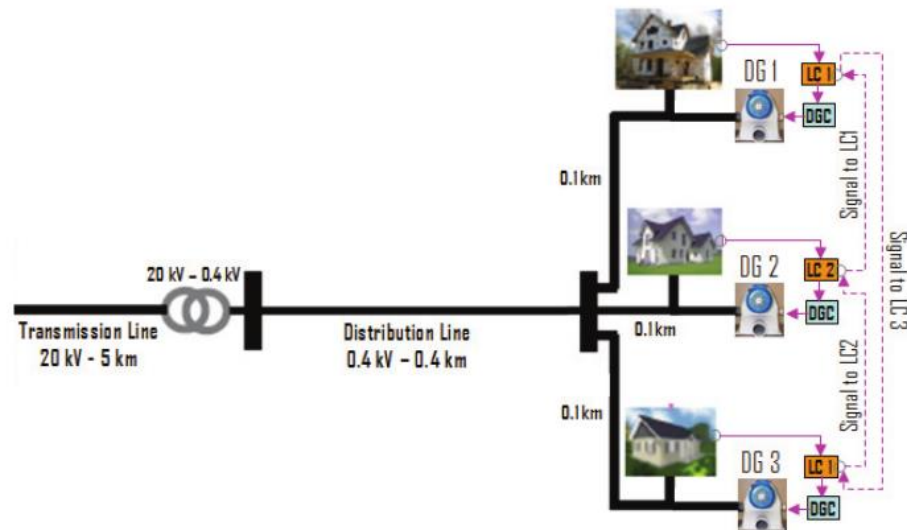 DG 1
LC 1
DGC
0.1km
Signal to LC1
20 kV – 0.4 kV
DG 2
LC 2
DGC
Signal to LC 3
Transmission Line
20 kV - 5 km
Distribution Line
0.4 kV – 0.4 km
0.1km
Signal to LC2
0.1km
DG 3
LC 1
DGC